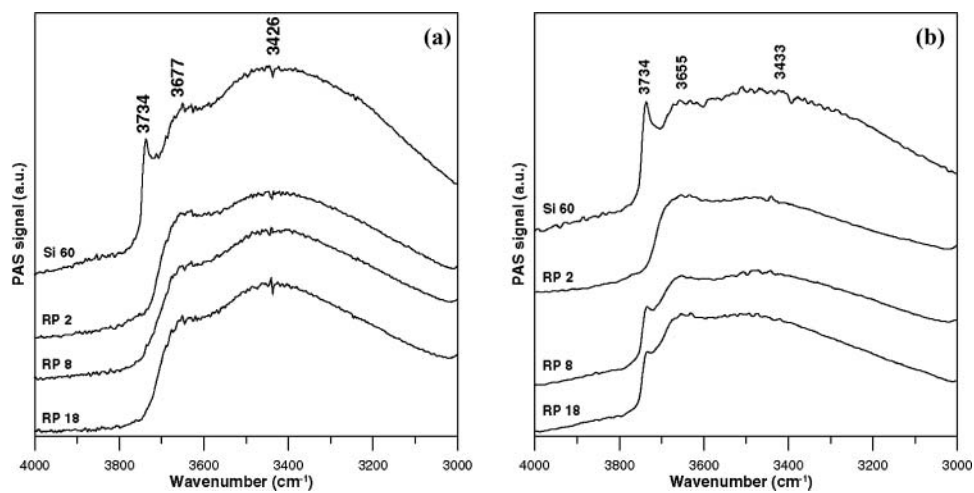 (a)
3734
3677
3426
PAS signal (a.u.)
Si 60
RP 2
RP 8
RP 18
4000 3800 3600 3400 3200 3000
Wavenumber (cm⁻¹)
(b)
3734
3655
3433
PAS signal (a.u.)
Si 60
RP 2
RP 8
RP 18
4000 3800 3600 3400 3200 3000
Wavenumber (cm⁻¹)